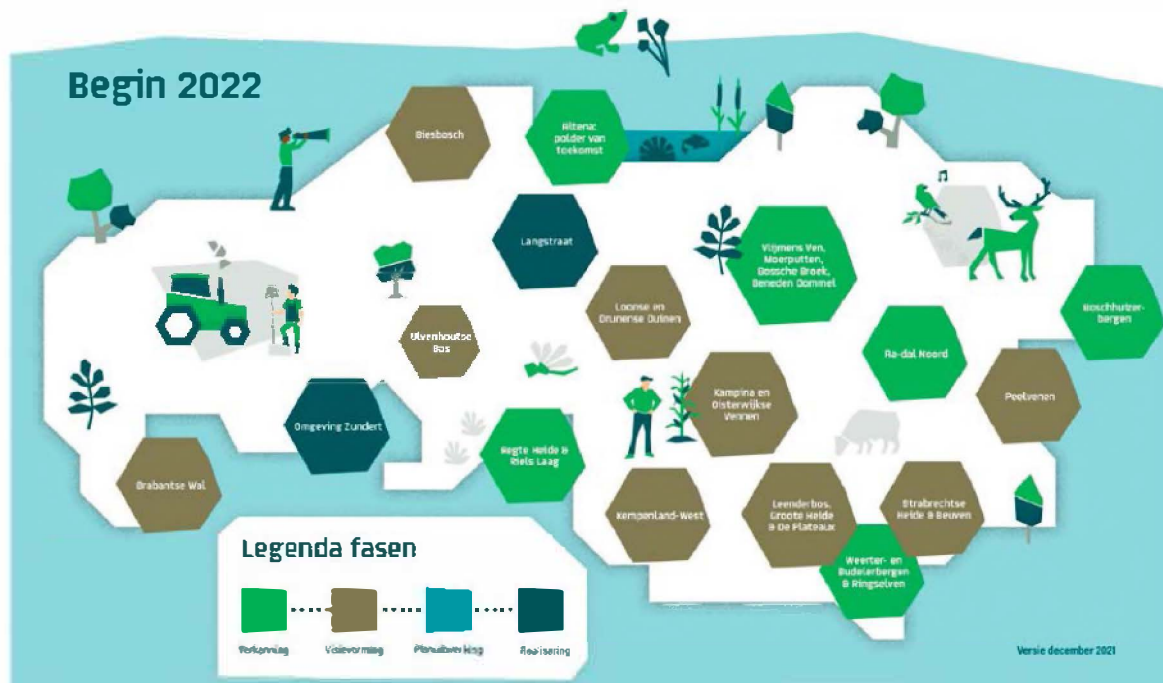 Begin 2022
Biesbosch
Altena:
polder van
toekomst
Langstraat
Vlijmens Ven,
Moerputten,
Bossche Broek,
Beneden Dommel
Loonse en
Drunense Duinen
Boschhuizer-
bergen
Ulvenhoutse
Bos
Aa-dal Noord
Kampina en
Oisterwijkse
Vennen
Peelvenen
Omgeving Zundert
Regte Heide &
Riels Laag
Brabantse Wal
Kempenland-West
Leenderbos,
Groote Heide
& De Plateaux
Strabrechtse
Heide & Beuven
Weerter- en
Budelerbergen
& Ringselven
Legenda fasen
Verkenning
Visievorming
Planuitwerking
Realisering
Versie december 2021